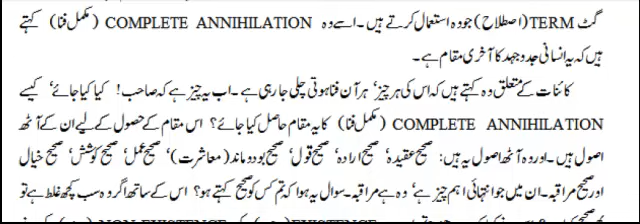 گٹ TERM (اصطلاح) جو وہ استعمال کرتے ہیں۔ اسے وہ COMPLETE ANNIHILATION (مکمل فنا) کہتے
ہیں کہ یہ انسانی جدوجہد کا آخری مقام ہے۔
کائنات کے متعلق وہ کہتے ہیں کہ اس کی ہر چیز‘ ہر آن فنا ہوتی چلی جا رہی ہے۔ اب یہ چیز ہے کہ صاحب! کیا کیا جائے‘ کیسے
COMPLETE ANNIHILATION (مکمل فنا) کا یہ مقام حاصل کیا جائے؟ اس مقام کے حصول کے لیے ان کے آٹھ
اصول ہیں۔ اور وہ آٹھ اصول یہ ہیں: صحیح عقیدہ‘ صحیح ارادہ‘ صحیح قول‘ صحیح بود و ماند (معاشرت)‘ صحیح عمل‘ صحیح کوشش‘ صحیح خیال
اور صحیح مراقبہ۔ ان میں جو انتہائی اہم چیز ہے‘ وہ ہے مراقبہ۔ سوال یہ ہوا کہ تم کس کو صحیح کہتے ہو؟ اس کے ساتھ اگر وہ سب کچھ غلط ہے تو
EXISTENCE NON-EXISTENCE